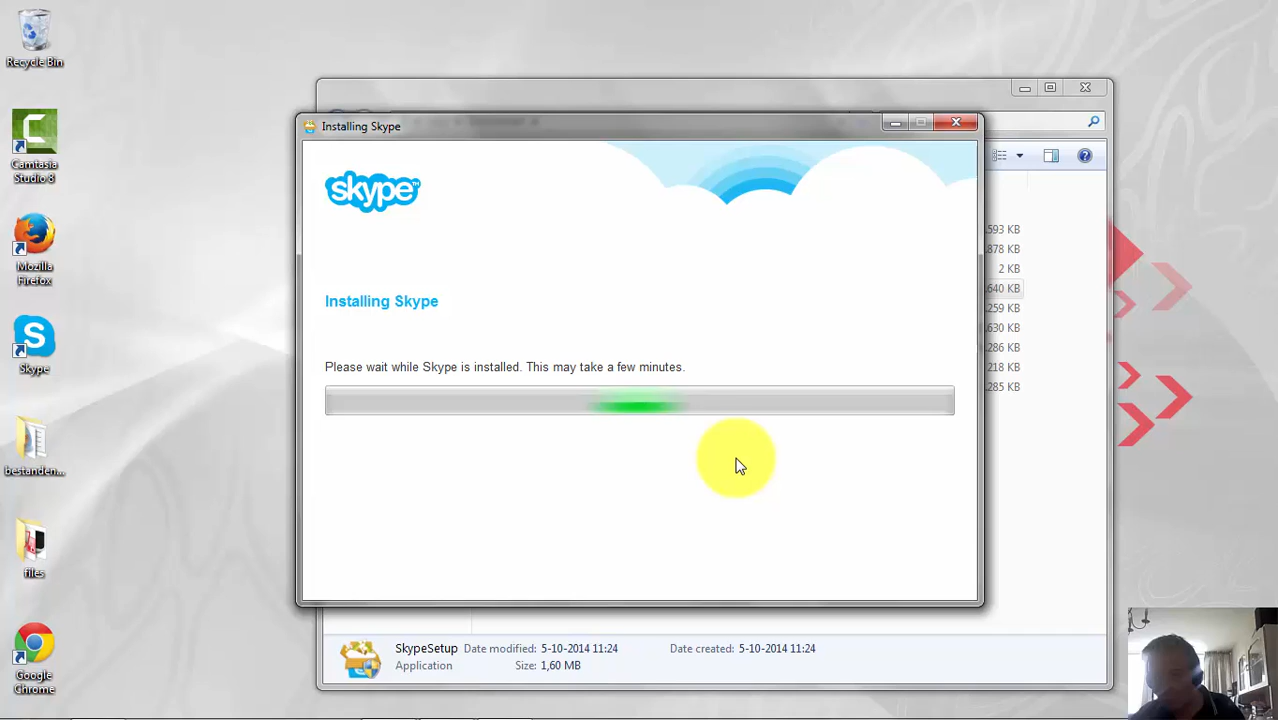 Recycle Bin
Camtasia
Studio 8
Mozilla
Firefox
Skype
bestanden...
files
Google
Chrome
Installing Skype
skype™
Installing Skype
Please wait while Skype is installed. This may take a few minutes.
.593 KB
.878 KB
2 KB
.640 KB
.259 KB
.630 KB
.286 KB
.218 KB
.285 KB
SkypeSetup Date modified: 5-10-2014 11:24 Date created: 5-10-2014 11:24
Application Size: 1,60 MB